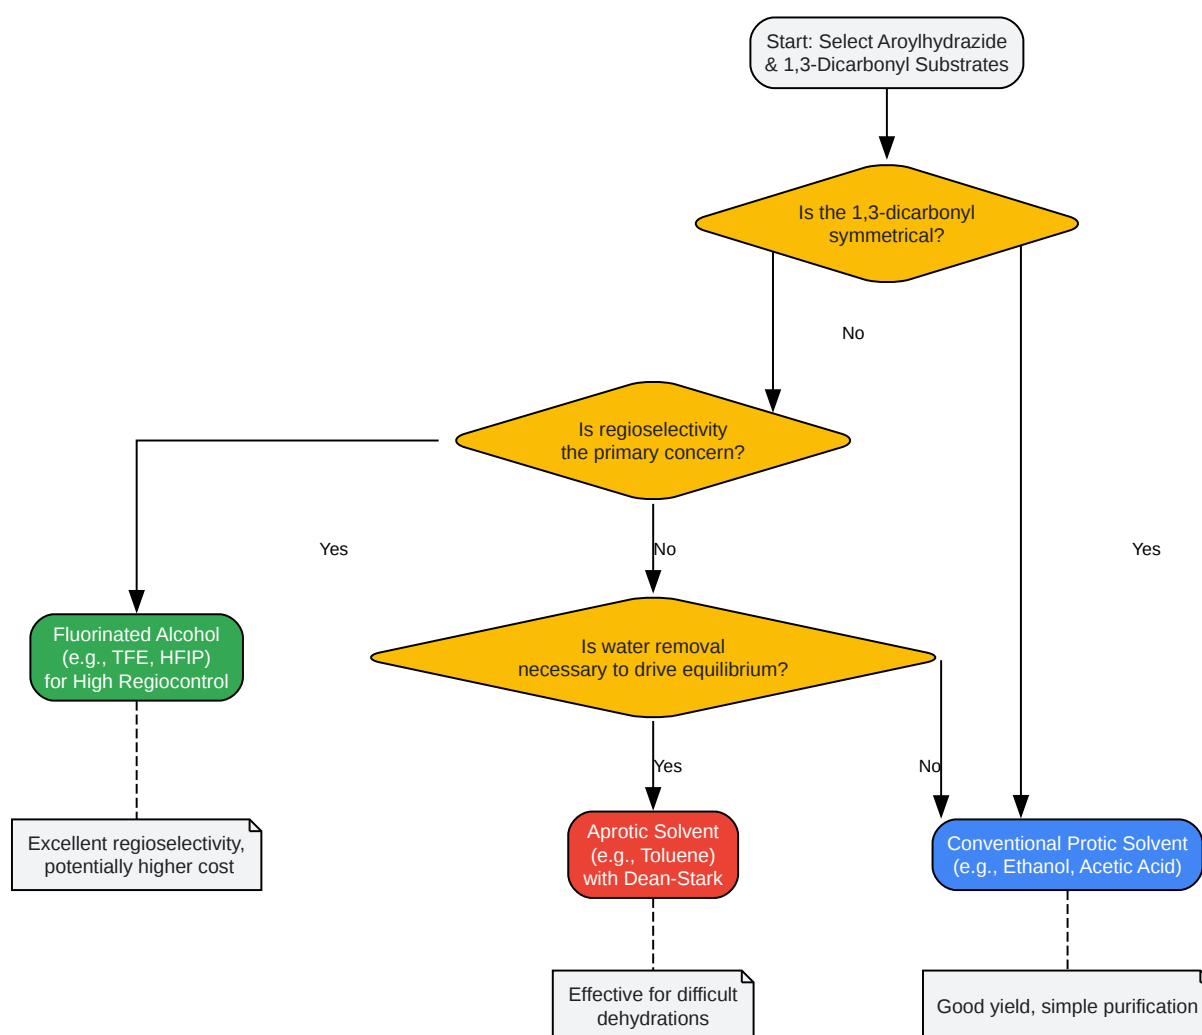 Start: Select Aroylhydrazide
& 1,3-Dicarbonyl Substrates
Is the 1,3-dicarbonyl
symmetrical?
No
Is regioselectivity
the primary concern?
Yes
No
Yes
Fluorinated Alcohol
(e.g., TFE, HFIP)
for High Regiocontrol
Is water removal
necessary to drive equilibrium?
Yes
No
Excellent regioselectivity,
potentially higher cost
Aprotic Solvent
(e.g., Toluene)
with Dean-Stark
Conventional Protic Solvent
(e.g., Ethanol, Acetic Acid)
Effective for difficult
dehydrations
Good yield, simple purification